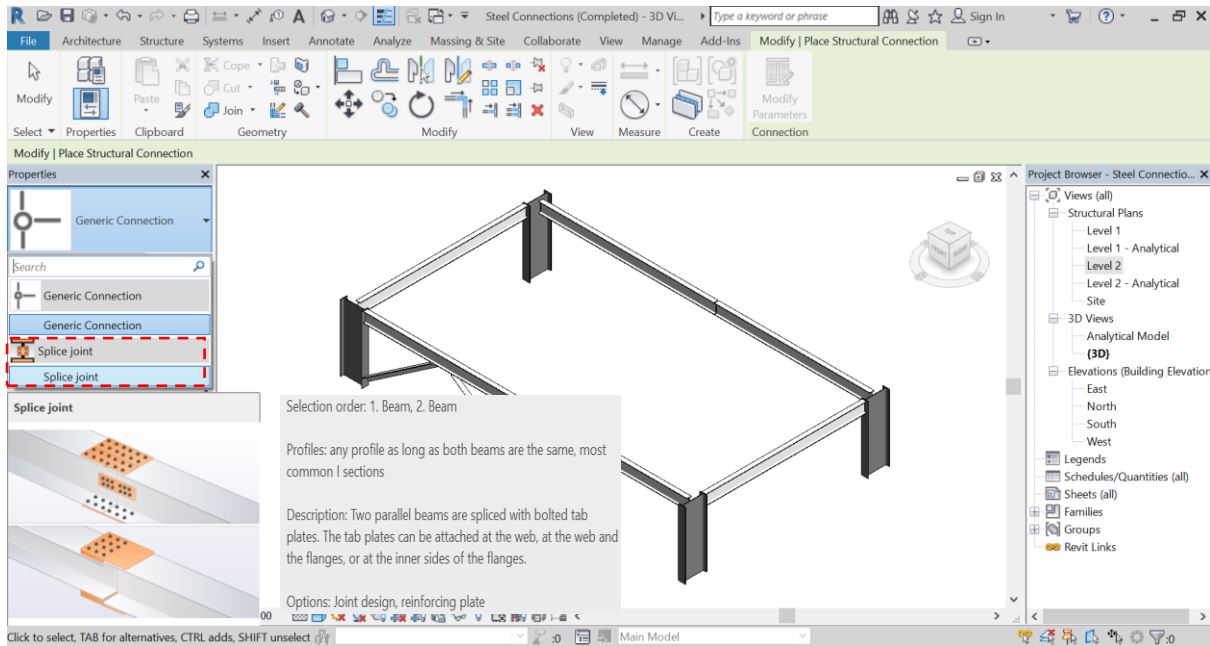 Steel Connections (Completed) - 3D Vi...
Type a keyword or phrase
Sign In
File Architecture Structure Systems Insert Annotate Analyze Massing & Site Collaborate View Manage Add-Ins Modify | Place Structural Connection
Modify
Paste
Cope
Cut
Join
Modify
Parameters
Select Properties Clipboard Geometry Modify View Measure Create Connection
Modify | Place Structural Connection
Properties
Generic Connection
Search
Generic Connection
Generic Connection
Splice joint
Splice joint
Splice joint
Selection order: 1. Beam, 2. Beam
Profiles: any profile as long as both beams are the same, most
common I sections
Description: Two parallel beams are spliced with bolted tab
plates. The tab plates can be attached at the web, at the web and
the flanges, or at the inner sides of the flanges.
Options: Joint design, reinforcing plate
TOP
FRONT
Project Browser - Steel Connectio...
Views (all)
Structural Plans
Level 1
Level 1 - Analytical
Level 2
Level 2 - Analytical
Site
3D Views
Analytical Model
{3D}
Elevations (Building Elevation
East
North
South
West
Legends
Schedules/Quantities (all)
Sheets (all)
Families
Groups
Revit Links
00
Click to select, TAB for alternatives, CTRL adds, SHIFT unselect
:0
Main Model
:0